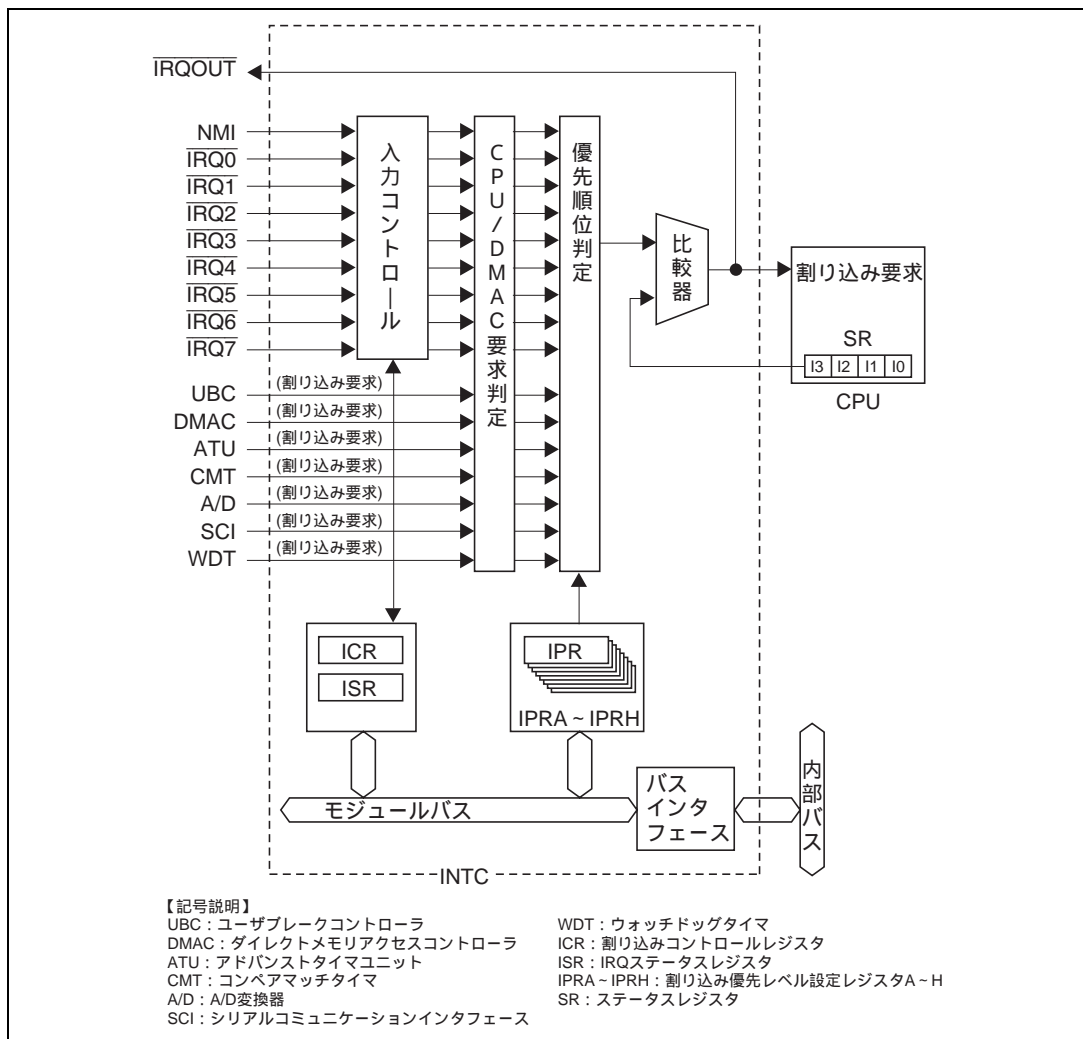 IRQOUT
NMI
IRQ0
IRQ1
IRQ2
IRQ3
IRQ4
IRQ5
IRQ6
IRQ7
UBC
DMAC
ATU
CMT
A/D
SCI
WDT
(割り込み要求)
(割り込み要求)
(割り込み要求)
(割り込み要求)
(割り込み要求)
(割り込み要求)
(割り込み要求)
入力コントロール
CPU/DMAC要求判定
優先順位判定
比較器
割り込み要求
SR
I3 I2 I1 I0
CPU
ICR
ISR
IPR
IPRA~IPRH
モジュールバス
バス
インタ
フェース
内部バス
INTC
【記号説明】
UBC：ユーザブレークコントローラ
DMAC：ダイレクトメモリアクセスコントローラ
ATU：アドバンストタイマユニット
CMT：コンペアマッチタイマ
A/D：A/D変換器
SCI：シリアルコミュニケーションインタフェース
WDT：ウォッチドッグタイマ
ICR：割り込みコントロールレジスタ
ISR：IRQステータスレジスタ
IPRA~IPRH：割り込み優先レベル設定レジスタA~H
SR：ステータスレジスタ